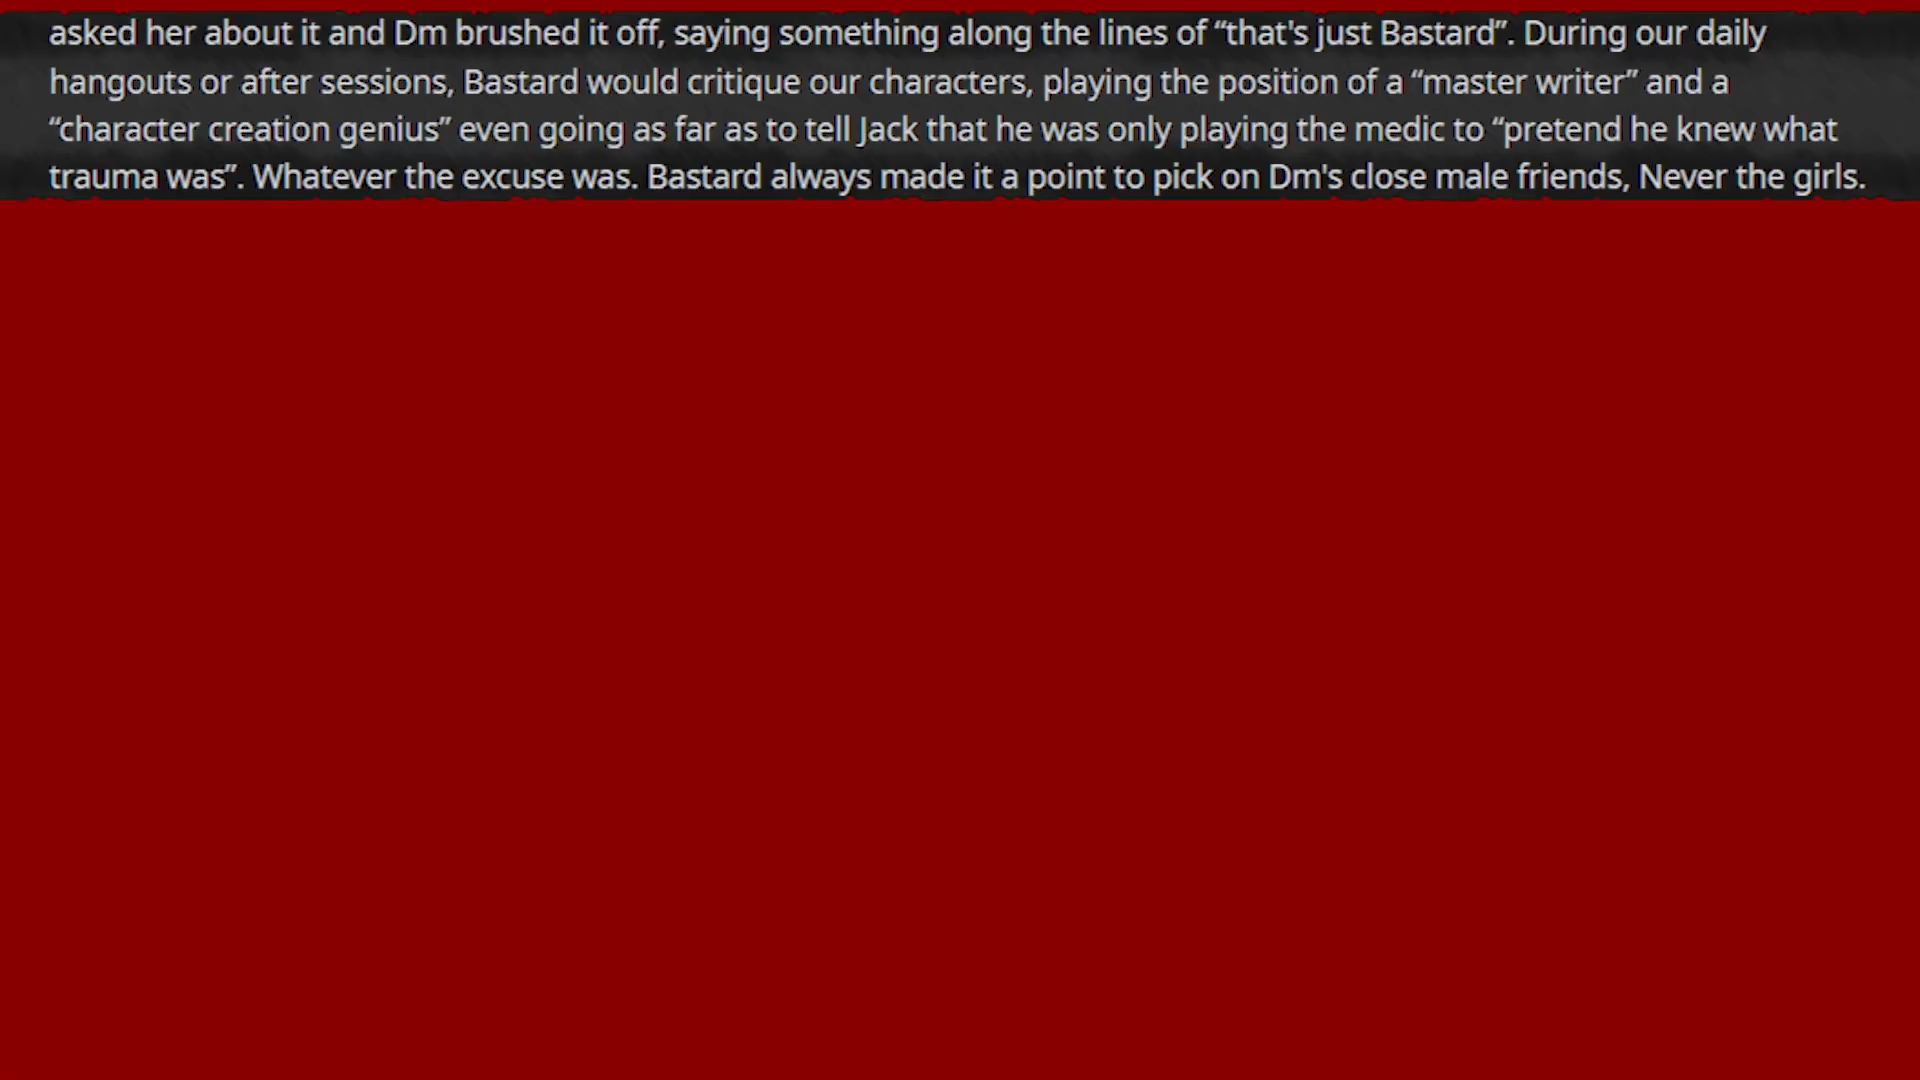 asked her about it and Dm brushed it off, saying something along the lines of “that's just Bastard”. During our daily
hangouts or after sessions, Bastard would critique our characters, playing the position of a “master writer” and a
“character creation genius” even going as far as to tell Jack that he was only playing the medic to “pretend he knew what
trauma was”. Whatever the excuse was. Bastard always made it a point to pick on Dm's close male friends, Never the girls.